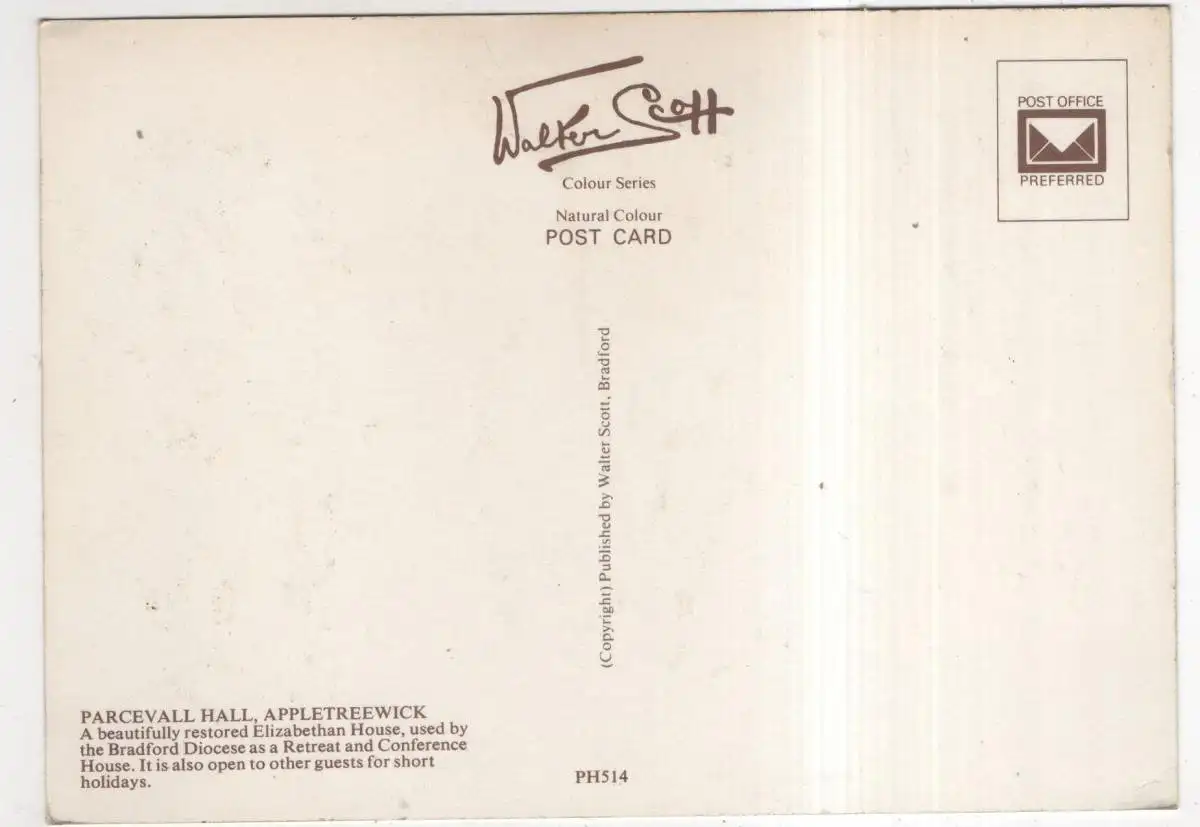 Walter Scott
Colour Series
Natural Colour
POST CARD
POST OFFICE
PREFERRED
(Copyright) Published by Walter Scott, Bradford
PARCEVALL HALL, APPLETREEWICK
A beautifully restored Elizabethan House, used by
the Bradford Diocese as a Retreat and Conference
House. It is also open to other guests for short
holidays.
PH514